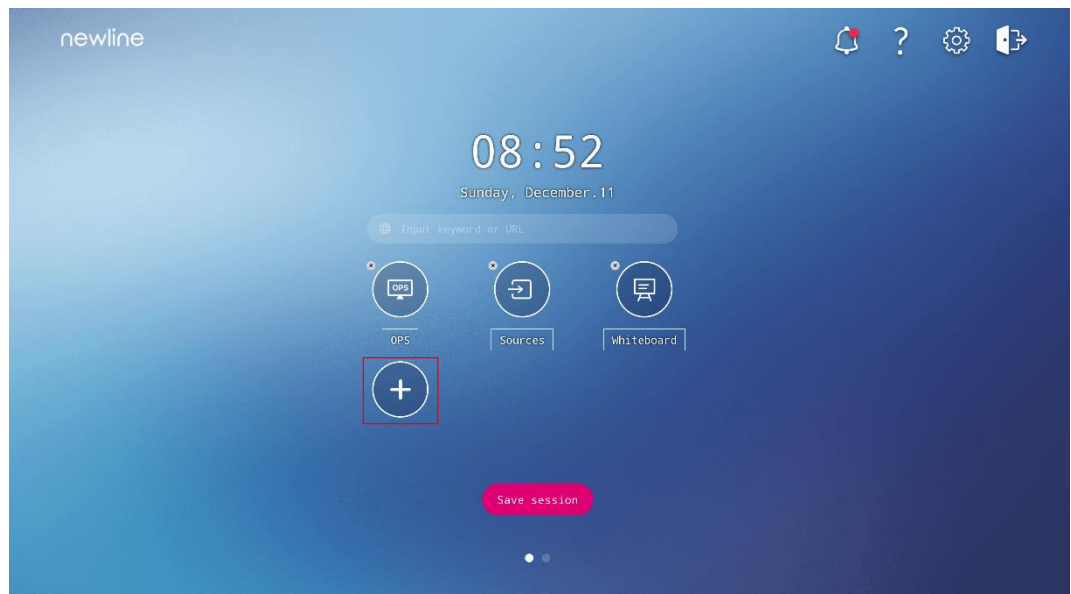 newline
?
08:52
Sunday, December.11
Input keyword or URL
OPS
OPS
Sources
Whiteboard
Save session